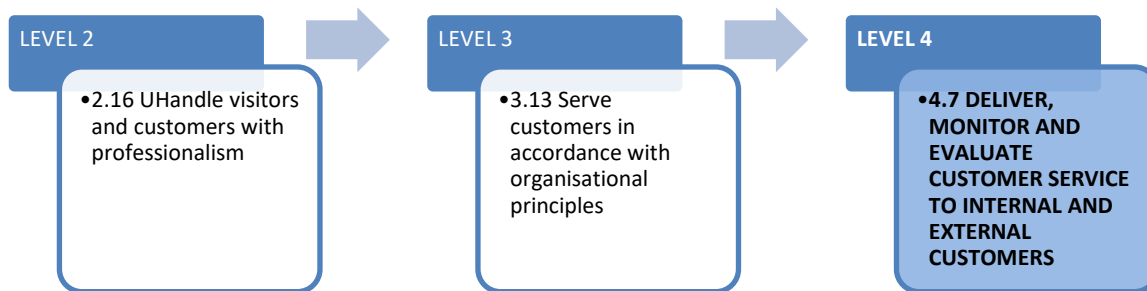 LEVEL 2
•2.16 UHandle visitors
and customers with
professionalism
LEVEL 3
•3.13 Serve
customers in
accordance with
organisational
principles
LEVEL 4
•4.7 DELIVER,
MONITOR AND
EVALUATE
CUSTOMER SERVICE
TO INTERNAL AND
EXTERNAL
CUSTOMERS